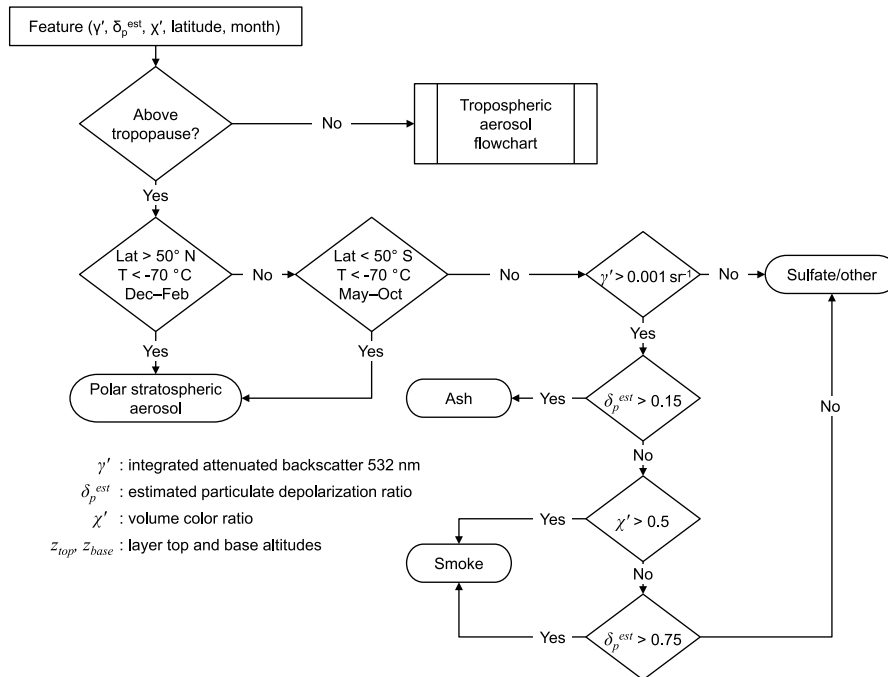 Feature (γ′, δₚᵉˢᵗ, χ′, latitude, month)
Above
tropopause?
No
Tropospheric
aerosol
flowchart
Yes
Lat > 50° N
T < -70 °C
Dec–Feb
No
Lat < 50° S
T < -70 °C
May–Oct
No
γ′ > 0.001 sr⁻¹
No
Sulfate/other
Yes
Yes
Yes
Polar stratospheric
aerosol
Ash
Yes
δₚᵉˢᵗ > 0.15
No
No
γ′ : integrated attenuated backscatter 532 nm
δₚᵉˢᵗ : estimated particulate depolarization ratio
χ′ : volume color ratio
z_top, z_base : layer top and base altitudes
Yes
χ′ > 0.5
Smoke
No
Yes
δₚᵉˢᵗ > 0.75